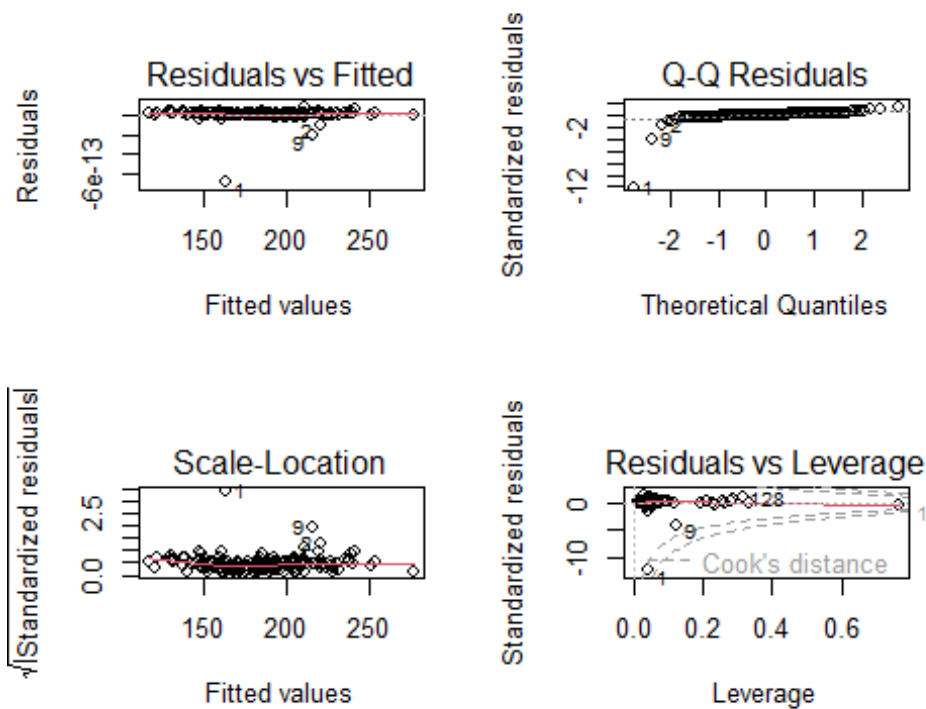 Residuals vs Fitted
Residuals
-6e-13
2
9
1
150 200 250
Fitted values
Q-Q Residuals
Standardized residuals
-2
-12
2
9
1
-2 -1 0 1 2
Theoretical Quantiles
Scale-Location
√|Standardized residuals|
2.5
0.0
1
9
150 200 250
Fitted values
Residuals vs Leverage
Standardized residuals
0
-10
128
1
9
Cook's distance
1
0.0 0.2 0.4 0.6
Leverage